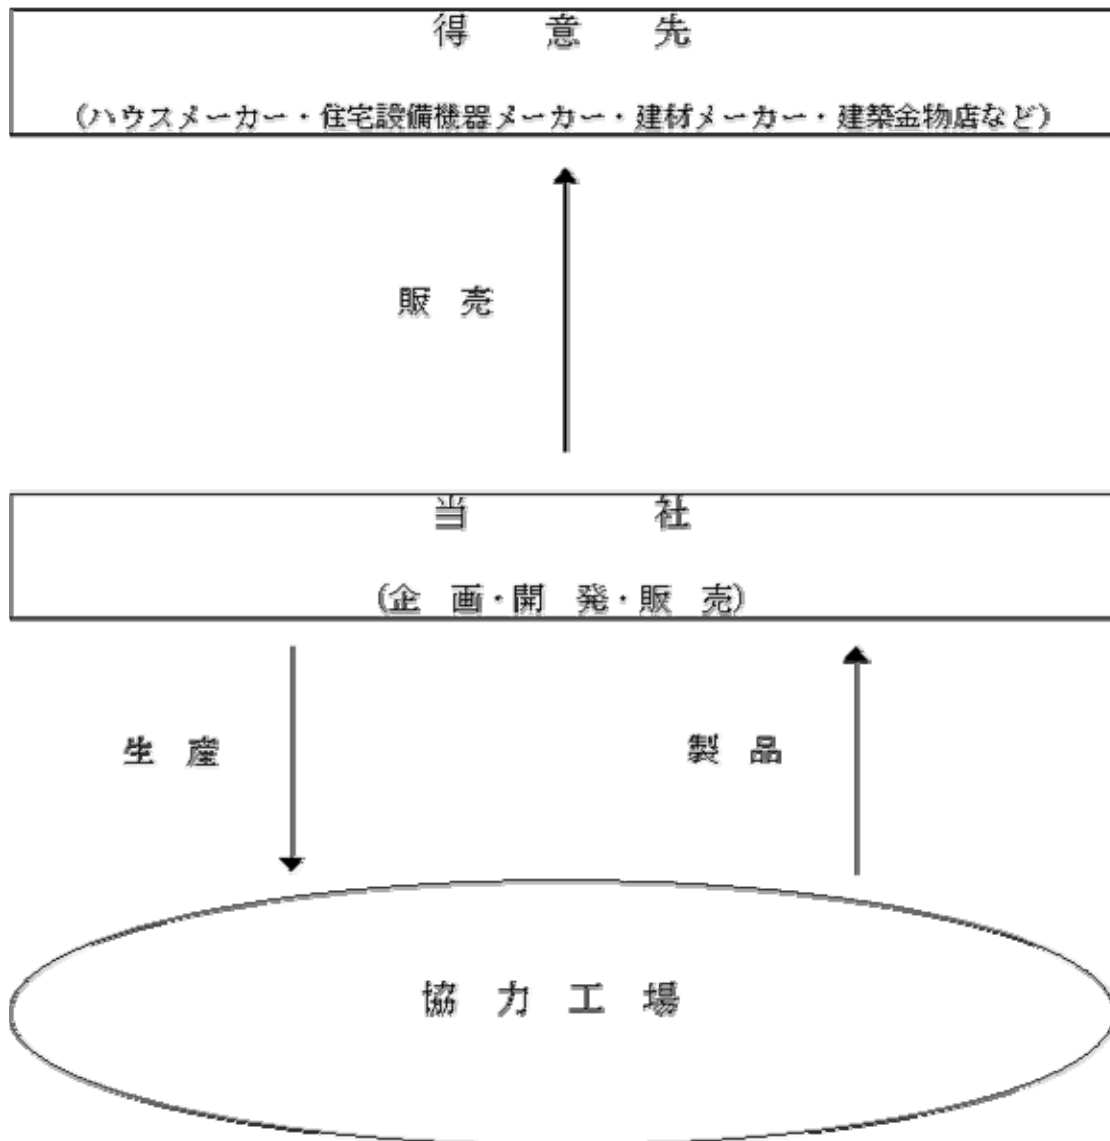 得　意　先
（ハウスメーカー・住宅設備機器メーカー・建材メーカー・建築金物店など）
販　売
当　社
（企　画・開　発・販　売）
生　産
製　品
協　力　工　場